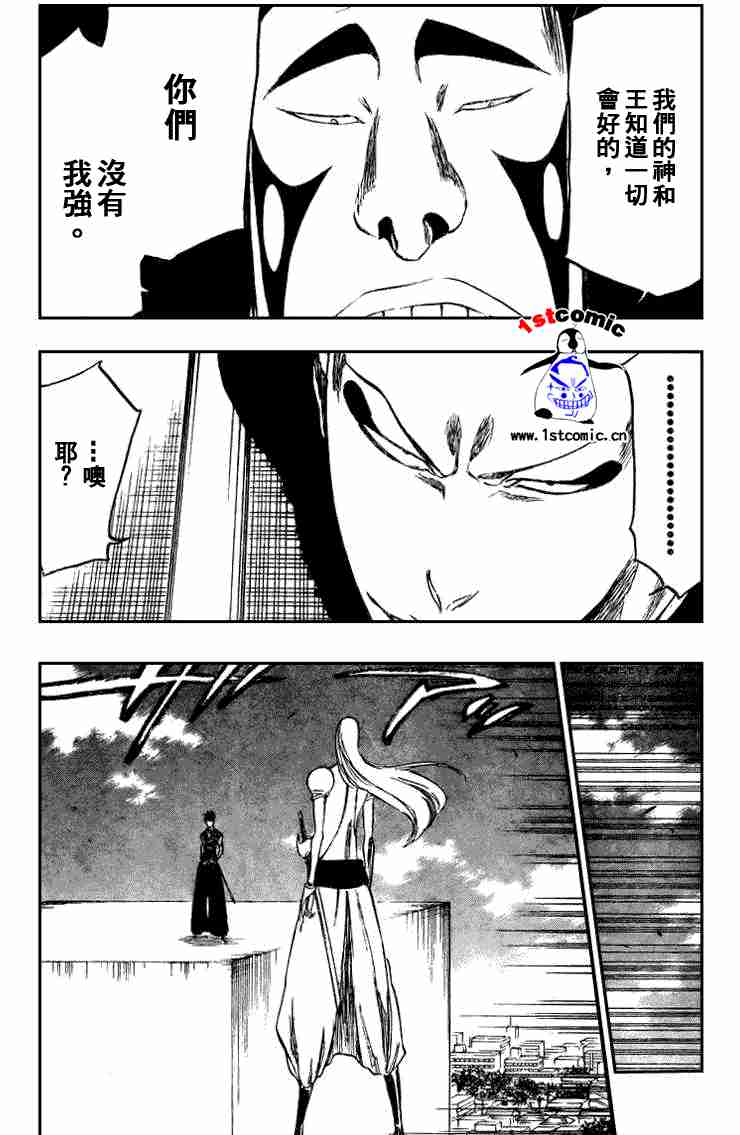 我們的神和
王知道一切
會好的，
你們
沒有
我強。
1stcomic
www.1stcomic.cn
…………
…噢
耶?